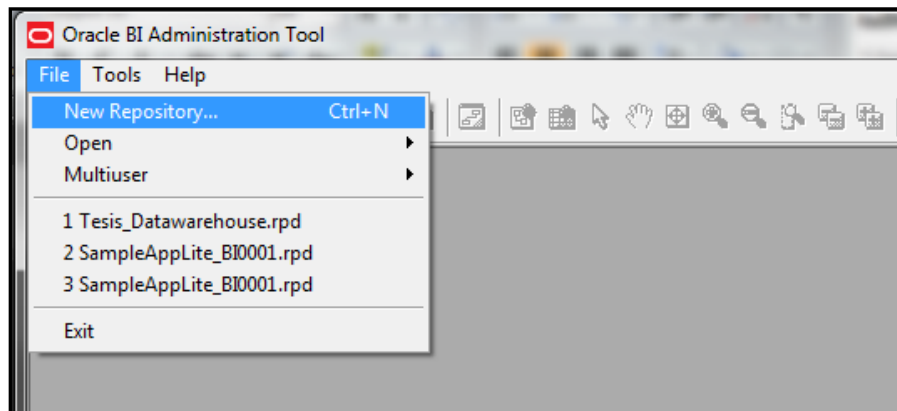 Oracle BI Administration Tool
File Tools Help
New Repository... Ctrl+N
Open
Multiuser
1 Tesis_Datawarehouse.rpd
2 SampleAppLite_BI0001.rpd
3 SampleAppLite_BI0001.rpd
Exit